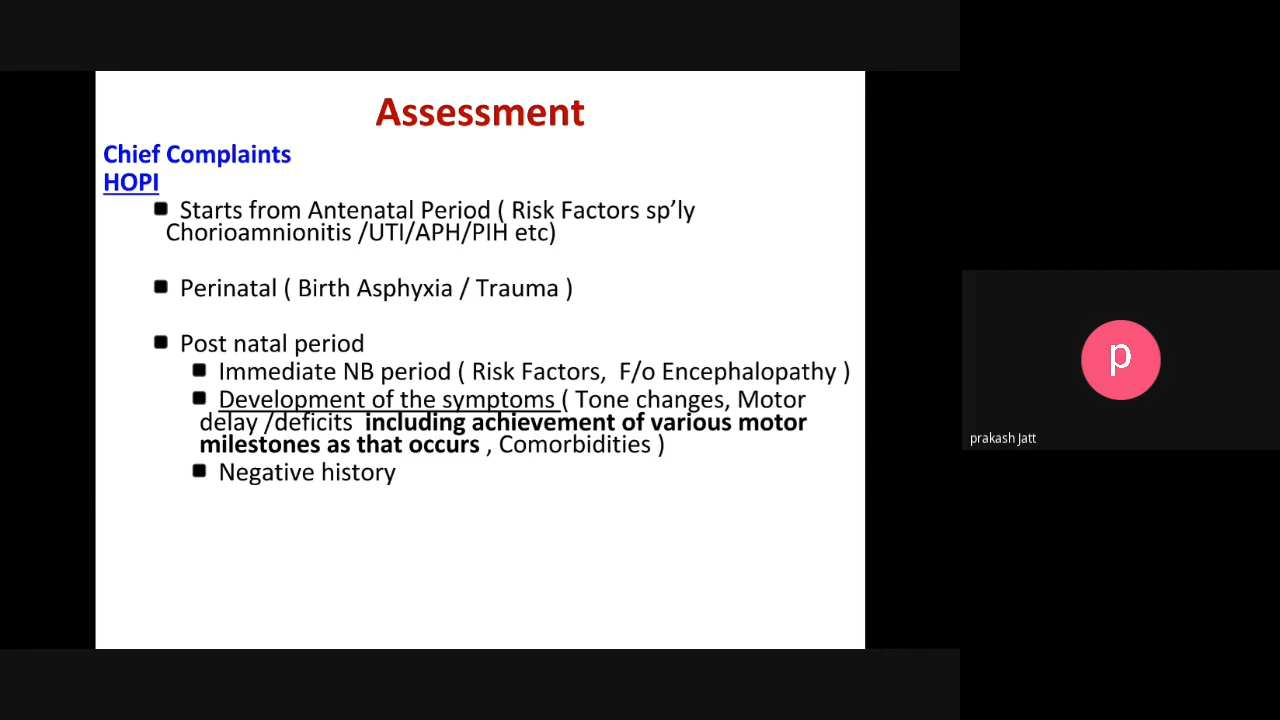 Assessment
Chief Complaints
HOPI
Starts from Antenatal Period ( Risk Factors sp’ly
Chorioamnionitis /UTI/APH/PIH etc)
Perinatal ( Birth Asphyxia / Trauma )
Post natal period
Immediate NB period ( Risk Factors, F/o Encephalopathy )
Development of the symptoms ( Tone changes, Motor
delay /deficits including achievement of various motor
milestones as that occurs , Comorbidities )
Negative history
p
prakash Jatt